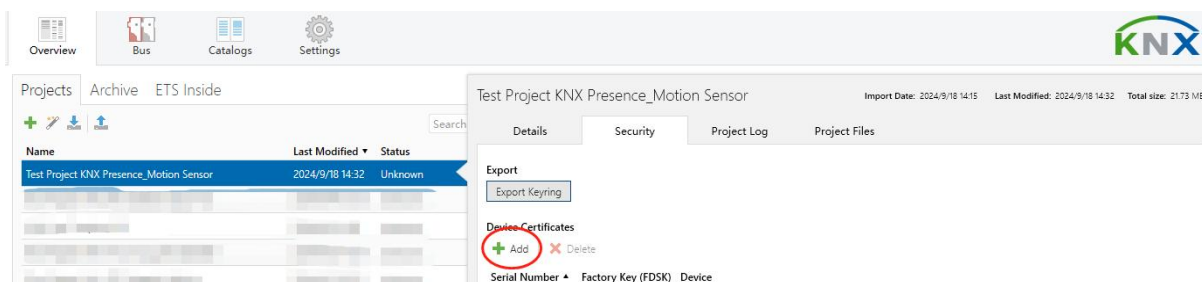 Overview Bus Catalogs Settings
KNX
Projects Archive ETS Inside
Search
Name Last Modified Status
Test Project KNX Presence_Motion Sensor 2024/9/18 14:32 Unknown
Test Project KNX Presence_Motion Sensor Import Date: 2024/9/18 14:15 Last Modified: 2024/9/18 14:32 Total size: 21.73 ME
Details Security Project Log Project Files
Export
Export Keyring
Device Certificates
Add Delete
Serial Number Factory Key (FDSK) Device